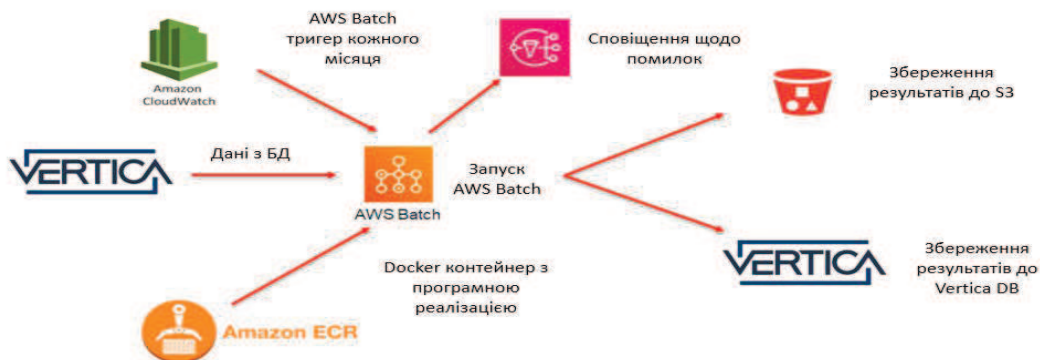 AWS Batch
тригер кожного
місяця
Сповіщення щодо
помилок
Збереження
результатів до S3
Amazon
CloudWatch
VERTICA
Дані з БД
Запуск
AWS Batch
AWS Batch
VERTICA
Збереження
результатів до
Vertica DB
Docker контейнер з
програмною
реалізацією
Amazon ECR